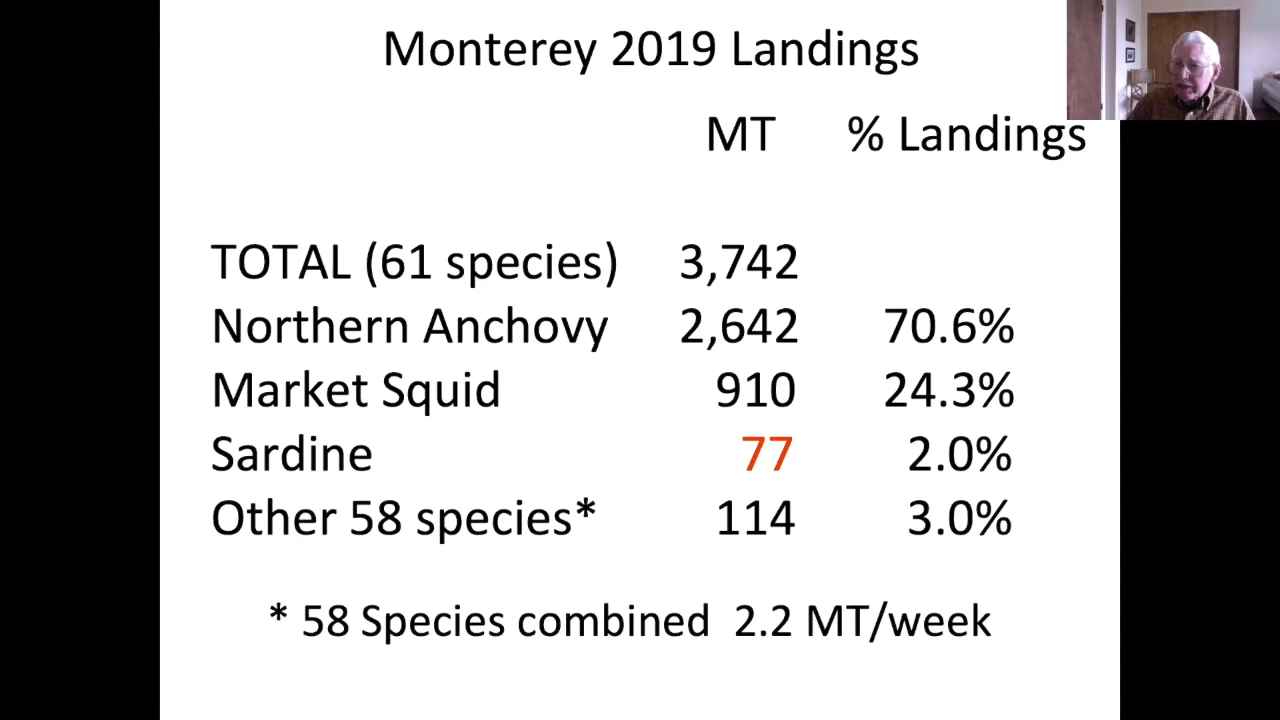 Monterey 2019 Landings
MT % Landings
TOTAL (61 species) 3,742
Northern Anchovy 2,642 70.6%
Market Squid 910 24.3%
Sardine 77 2.0%
Other 58 species* 114 3.0%
* 58 Species combined 2.2 MT/week